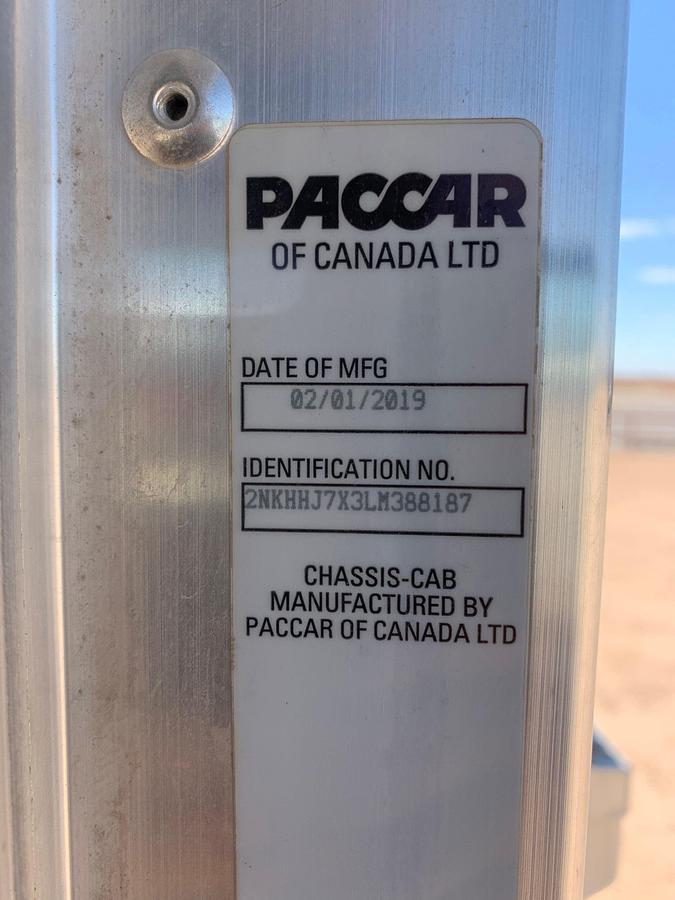 PACCAR
OF CANADA LTD
DATE OF MFG
02/01/2019
IDENTIFICATION NO.
2NKHHJ7X3LM388187
CHASSIS-CAB
MANUFACTURED BY
PACCAR OF CANADA LTD